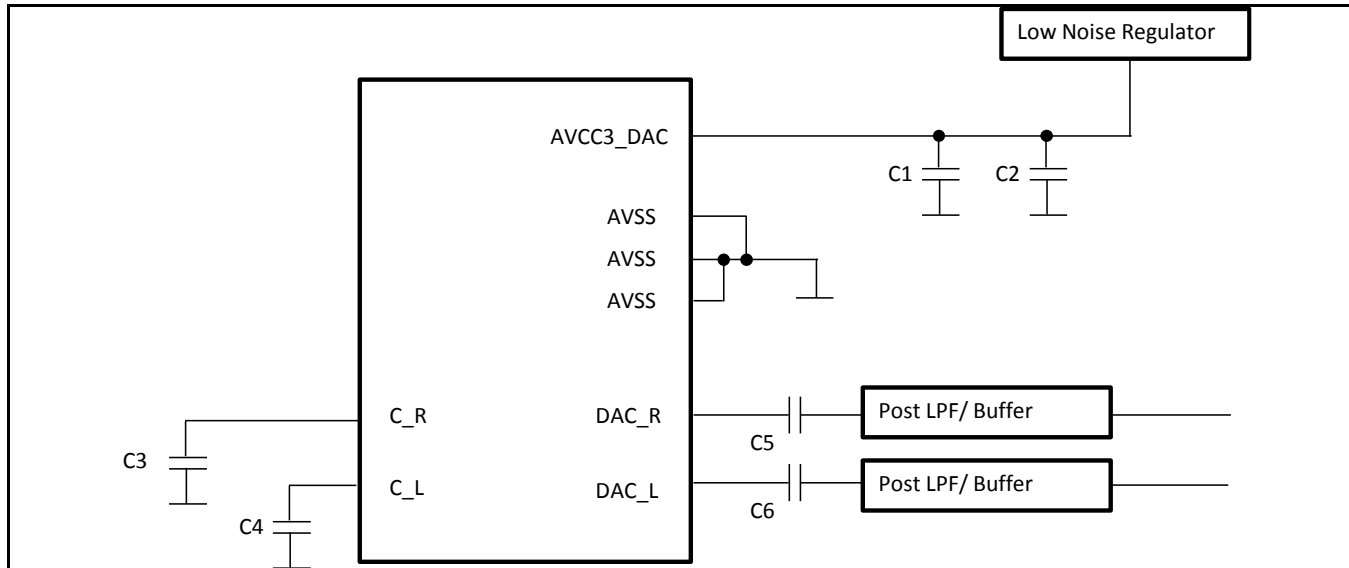 Low Noise Regulator
AVCC3_DAC
C1
C2
AVSS
AVSS
AVSS
C_R
DAC_R
Post LPF/ Buffer
C5
C3
C_L
DAC_L
Post LPF/ Buffer
C6
C4